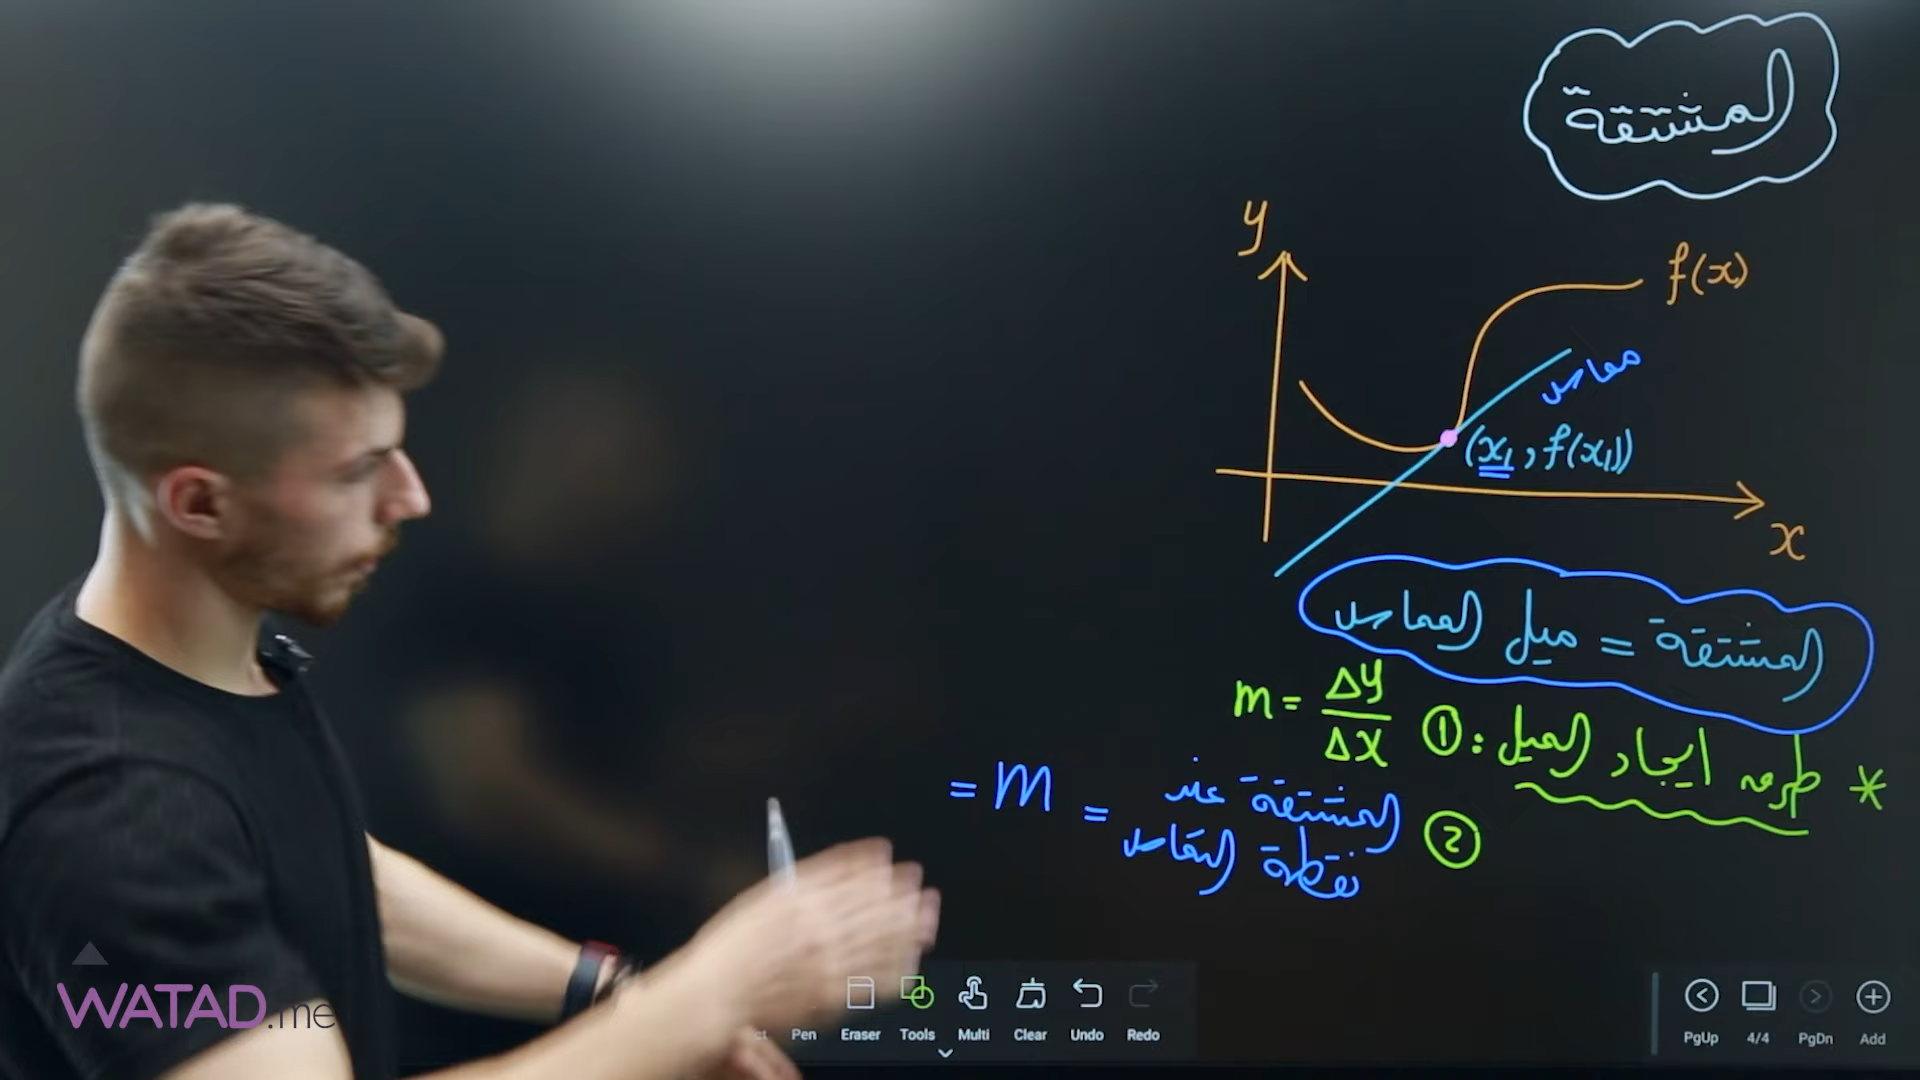 المشتقة
y
f(x)
مماس
(x₁, f(x₁))
x
المشتقة = ميل المماس
* طرق ايجاد الميل : ① m = Δy/Δx
② المشتقة عند = m =
نقطة التماس
WATAD.me
Pen Eraser Tools Multi Clear Undo Redo
PgUp 4/4 PgDn Add